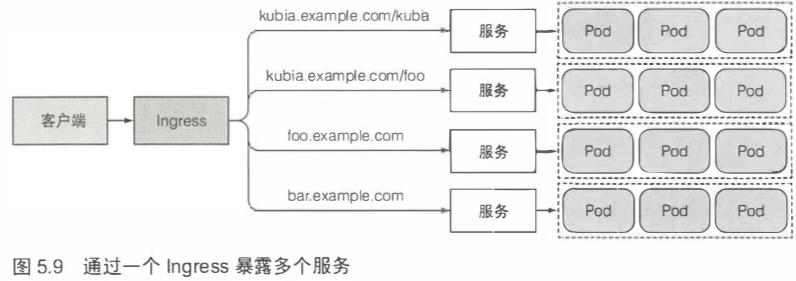 kubia.example.com/kubia
服务
Pod Pod Pod
kubia.example.com/foo
服务
Pod Pod Pod
客户端
Ingress
foo.example.com
服务
Pod Pod Pod
bar.example.com
服务
Pod Pod Pod
图 5.9 通过一个 Ingress 暴露多个服务